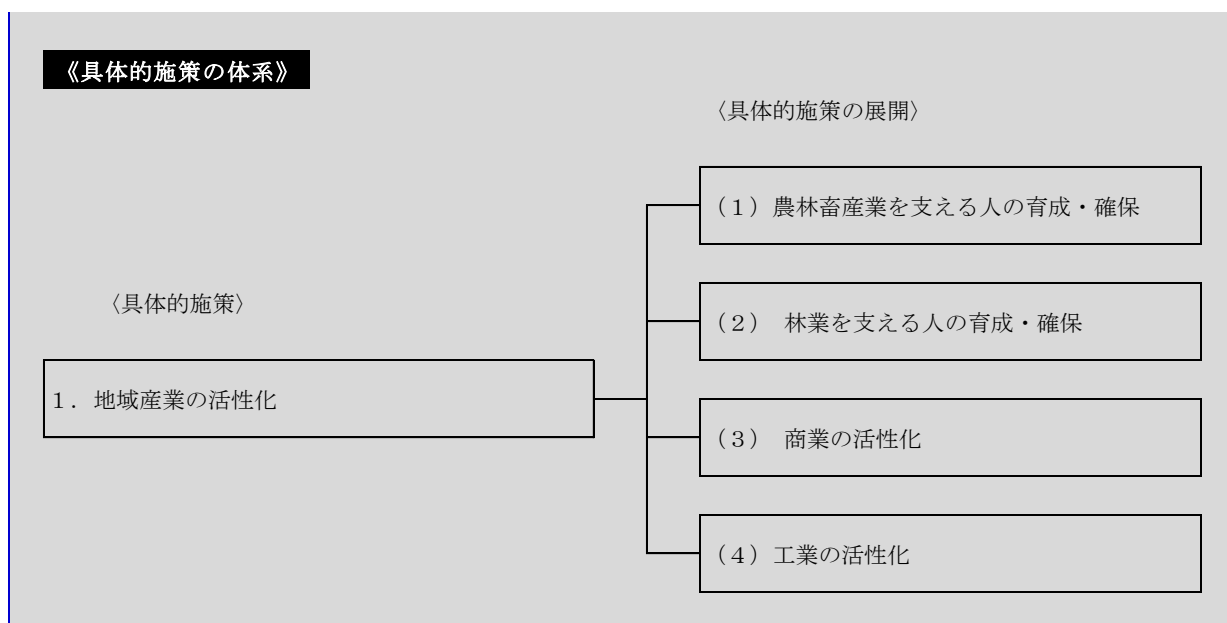 《具体的施策の体系》
〈具体的施策の展開〉
（１）農林畜産業を支える人の育成・確保
〈具体的施策〉
（２） 林業を支える人の育成・確保
１．地域産業の活性化
（３） 商業の活性化
（４）工業の活性化